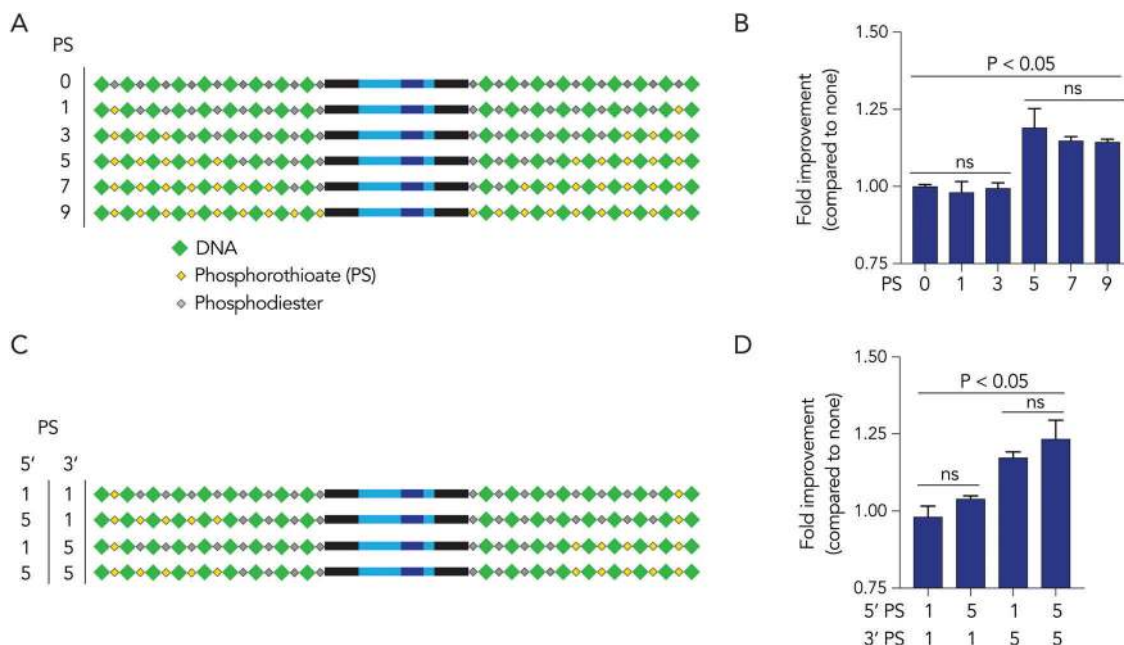 A
PS
0
1
3
5
7
9
DNA
Phosphorothioate (PS)
Phosphodiester
B
Fold improvement
(compared to none)
1.50
1.25
1.00
0.75
P < 0.05
ns
ns
PS 0 1 3 5 7 9
C
PS
5′ 3′
1 1
5 1
1 5
5 5
D
Fold improvement
(compared to none)
1.50
1.25
1.00
0.75
P < 0.05
ns
ns
5′ PS 1 5 1 5
3′ PS 1 1 5 5